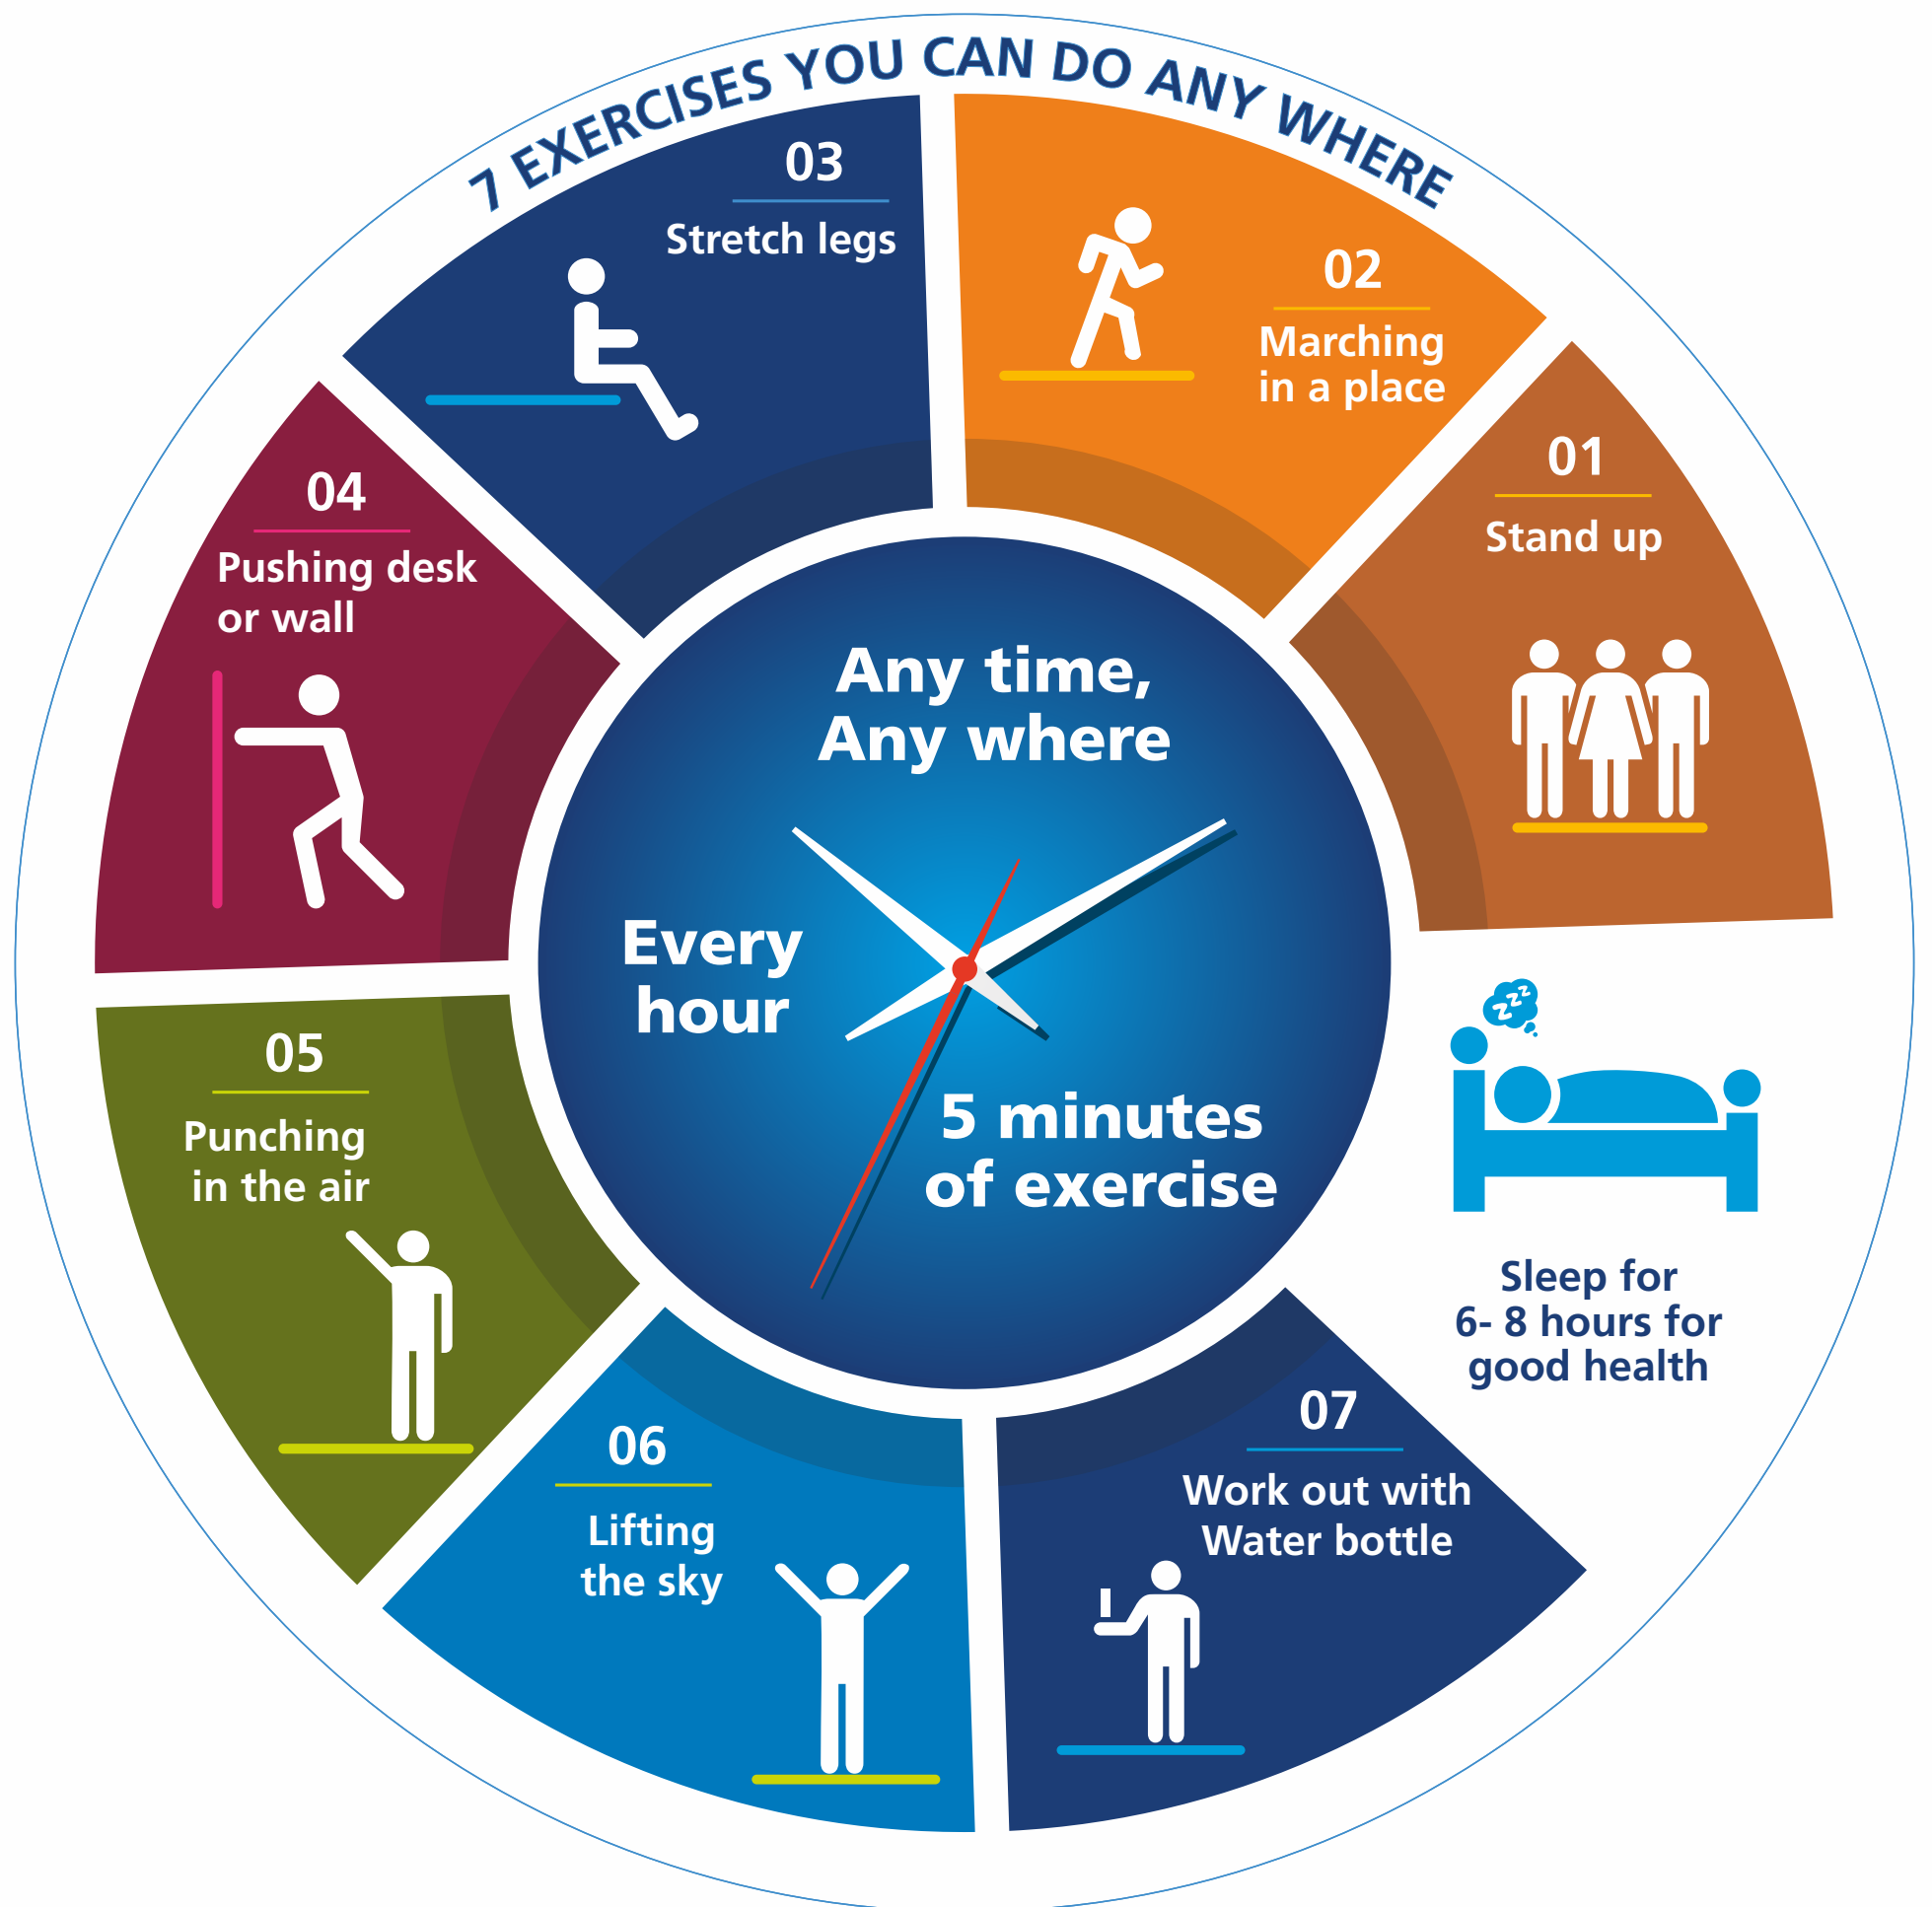 7 EXERCISES YOU CAN DO ANY WHERE
01
Stand up
02
Marching
in a place
03
Stretch legs
04
Pushing desk
or wall
05
Punching
in the air
06
Lifting
the sky
07
Work out with
Water bottle
Any time,
Any where
Every
hour
5 minutes
of exercise
zzz
Sleep for
6- 8 hours for
good health